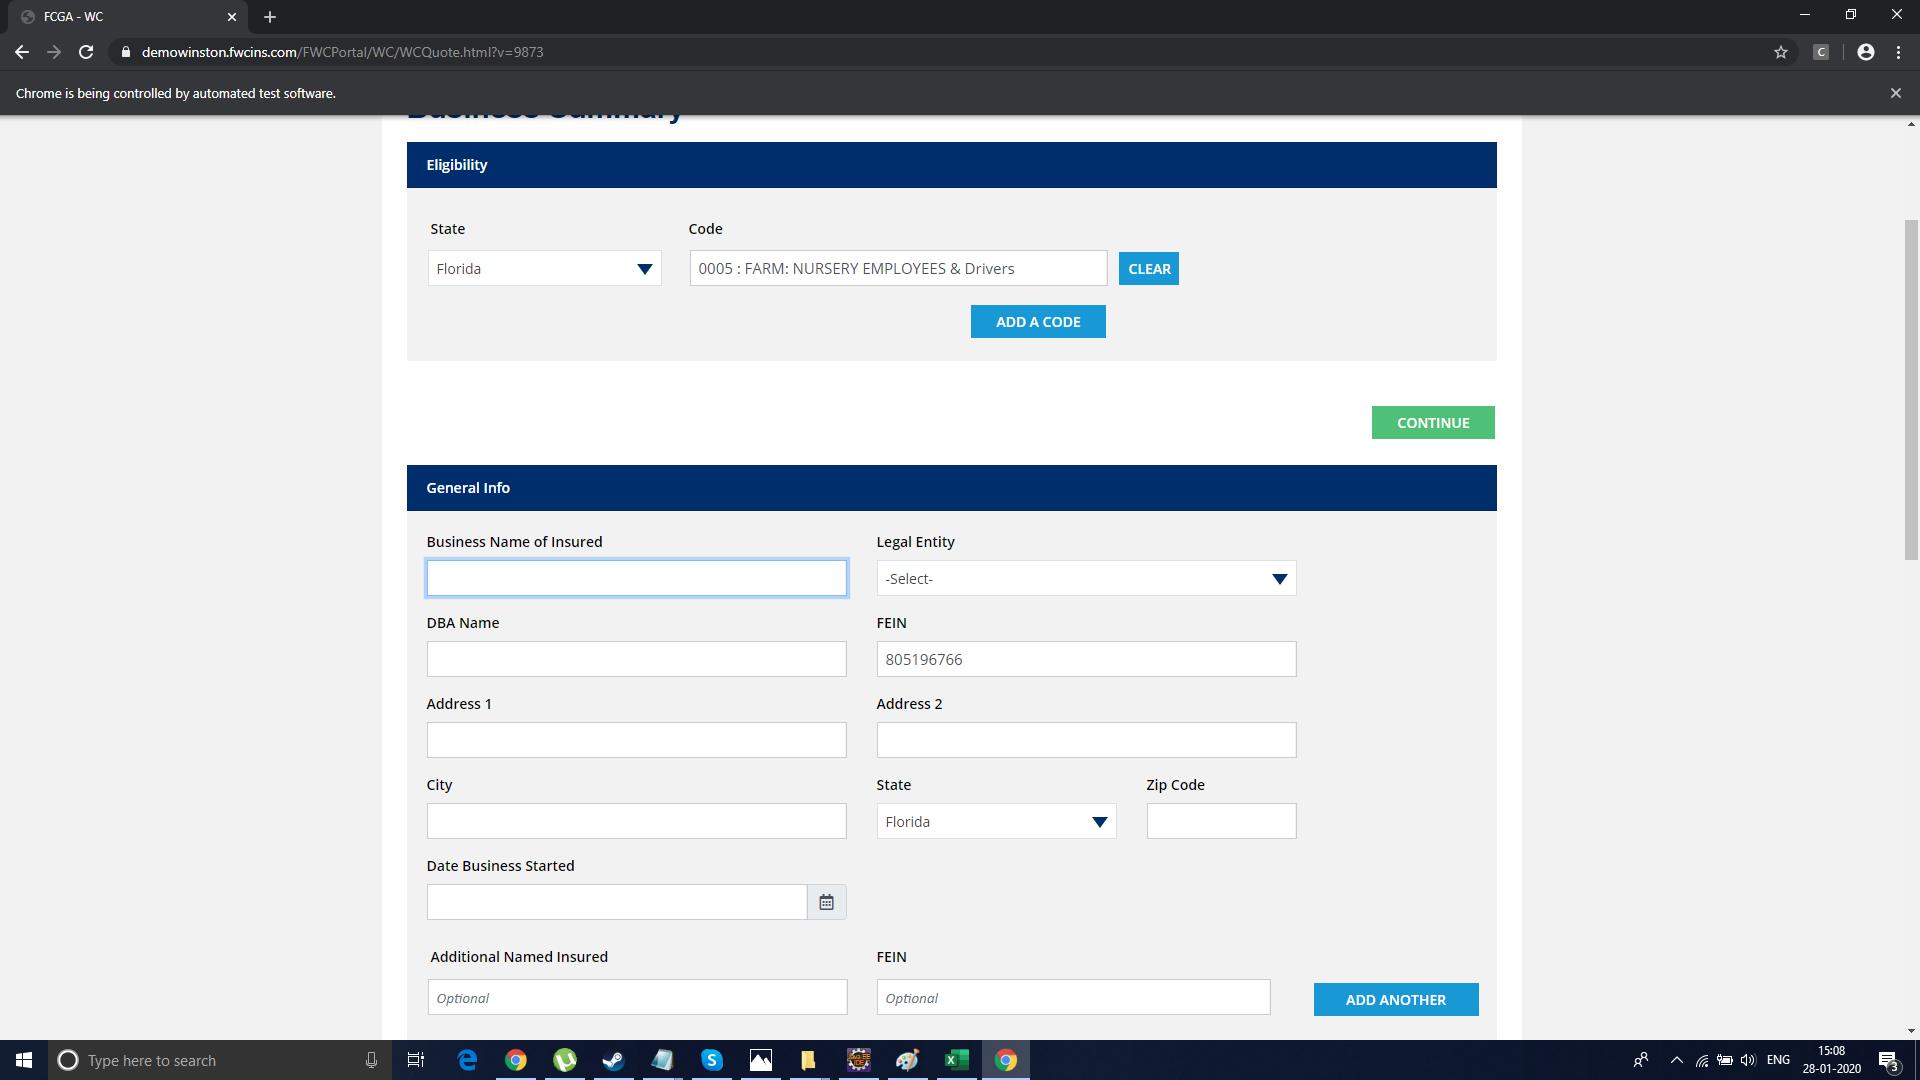 FCGA - WC
demowinston.fwcins.com/FWCPortal/WC/WCQuote.html?v=9873
C
Chrome is being controlled by automated test software.
Business Summary
Eligibility
State
Code
Florida
0005 : FARM: NURSERY EMPLOYEES & Drivers
CLEAR
ADD A CODE
CONTINUE
General Info
Business Name of Insured
Legal Entity
-Select-
DBA Name
FEIN
805196766
Address 1
Address 2
City
State
Zip Code
Florida
Date Business Started
Additional Named Insured
FEIN
Optional
Optional
ADD ANOTHER
Type here to search
ENG
15:08
28-01-2020
3